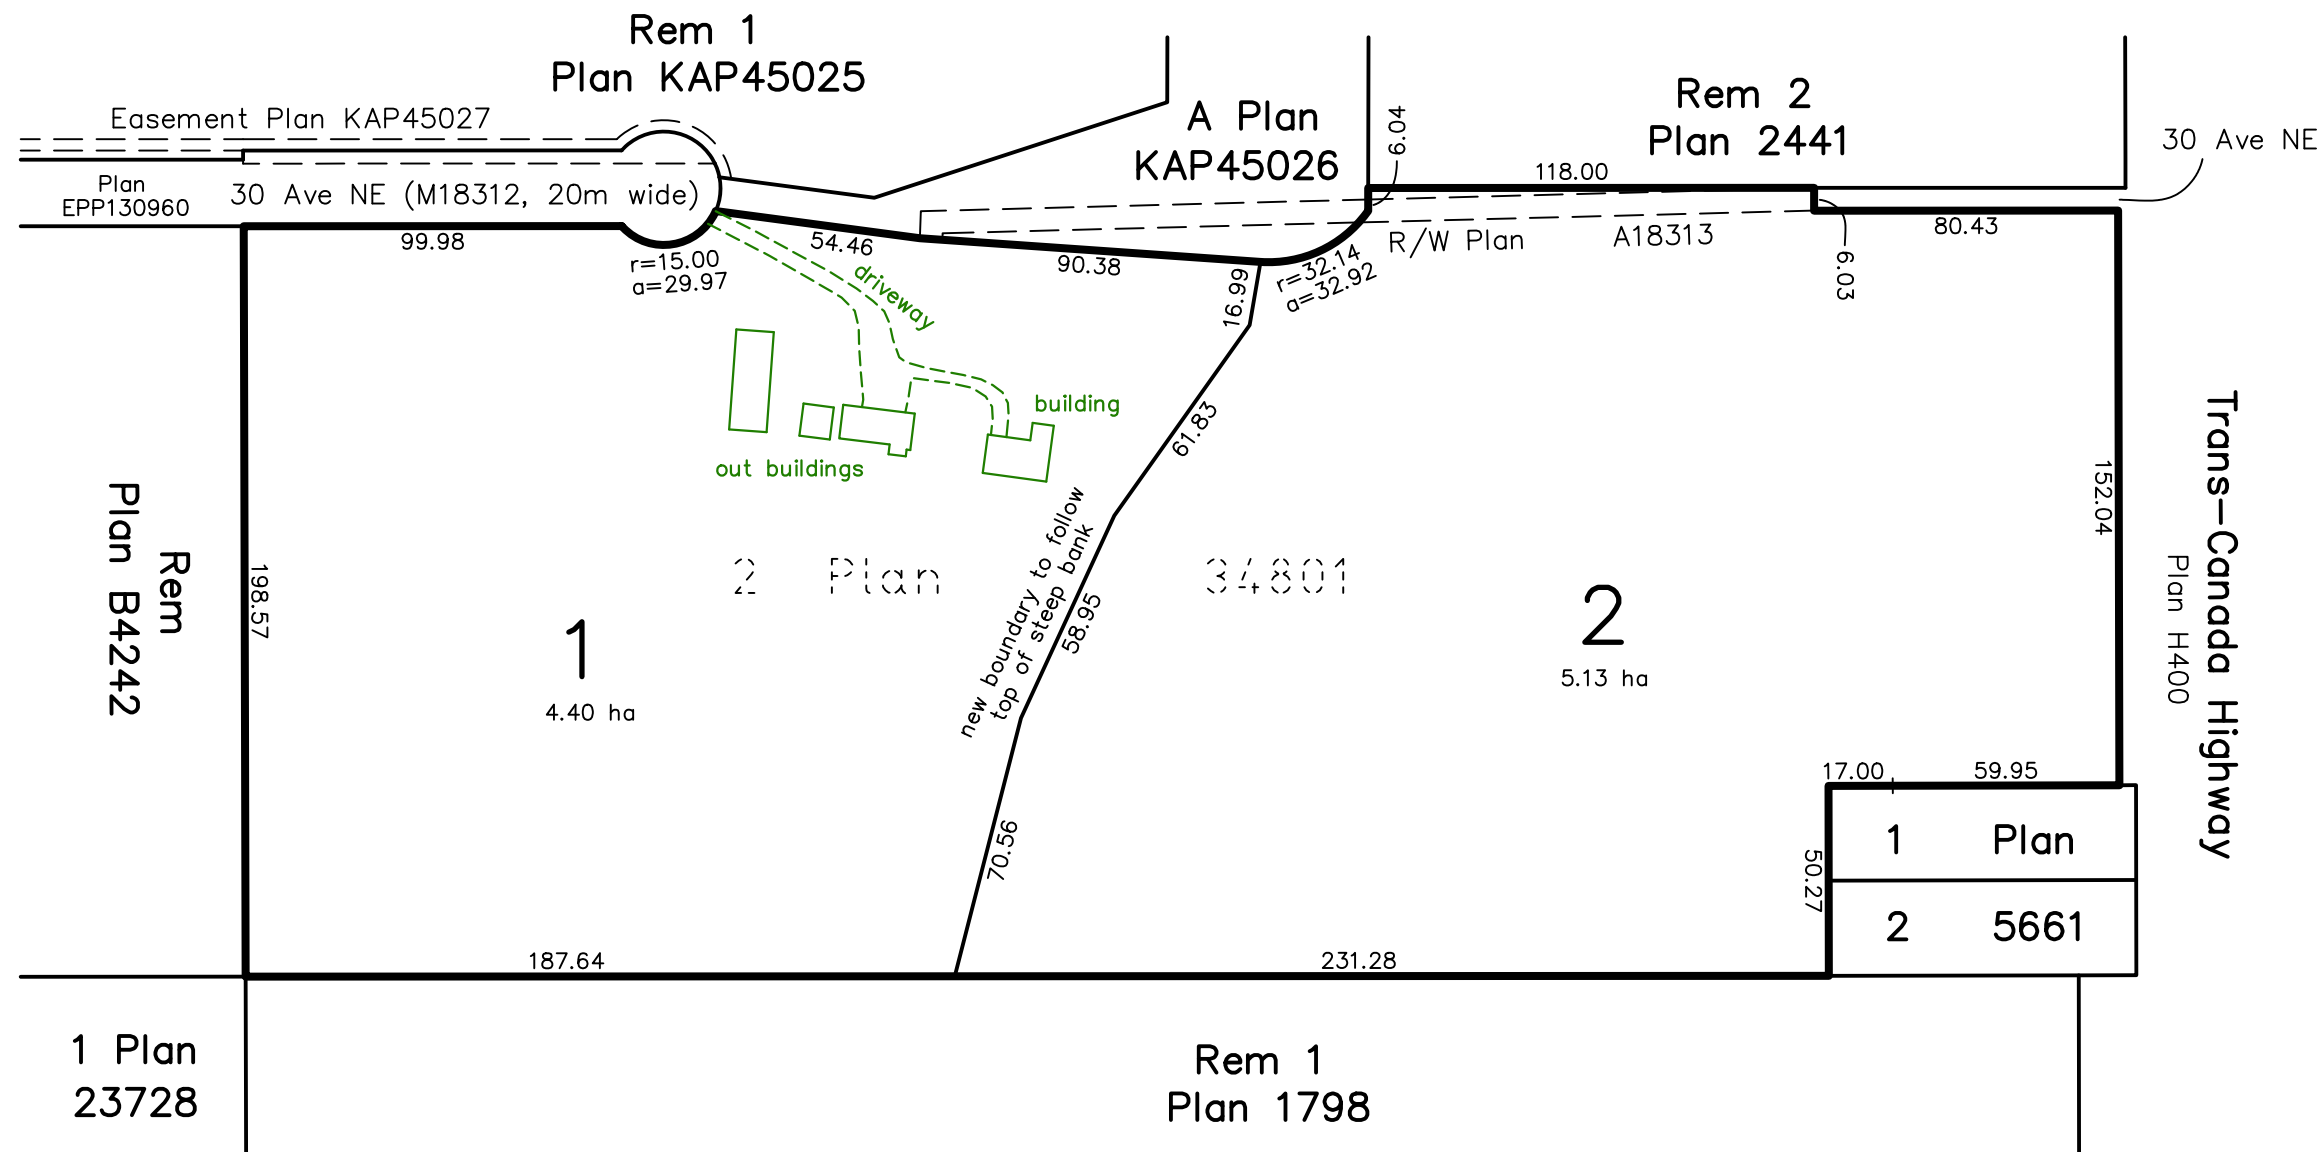 Rem 1
Plan KAP45025
Easement Plan KAP45027
A Plan
KAP45026
6.04
Rem 2
Plan 2441
30 Ave NE
118.00
Plan
EPP130960
30 Ave NE (M18312, 20m wide)
99.98
r=15.00
a=29.97
54.46
driveway
90.38
16.99
r=32.14
a=32.92
R/W Plan A18313
6.03
80.43
building
out buildings
61.83
152.04
Trans-Canada Highway
Plan H400
Rem
Plan B4242
198.57
2 Plan 34801
new boundary to follow
top of steep bank
58.95
1
4.40 ha
2
5.13 ha
17.00
59.95
1 Plan
2 5661
50.27
70.56
187.64
231.28
1 Plan
23728
Rem 1
Plan 1798